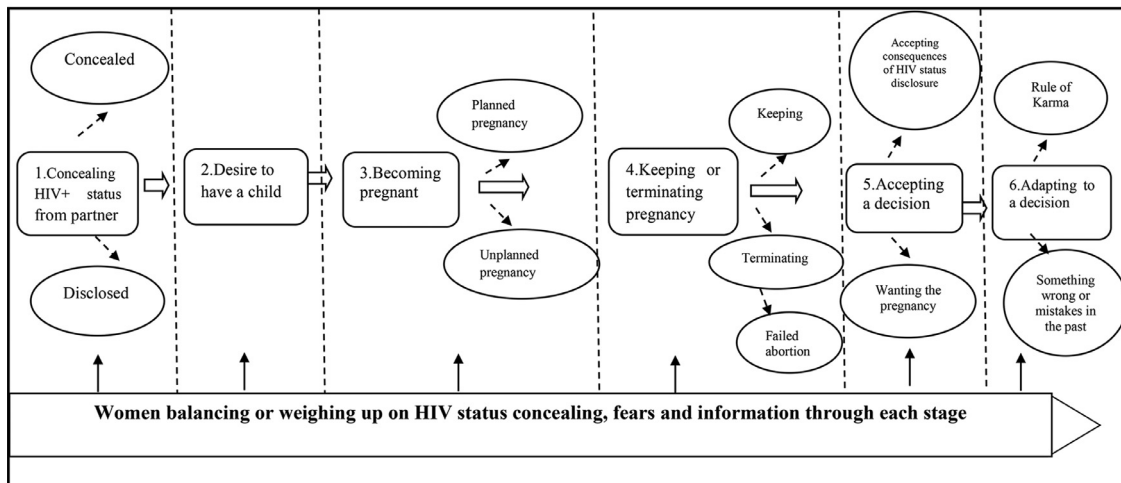 Concealed
1.Concealing
HIV+ status
from partner
Disclosed
2.Desire to
have a child
3.Becoming
pregnant
Planned
pregnancy
Unplanned
pregnancy
4.Keeping or
terminating
pregnancy
Keeping
Terminating
Failed
abortion
Accepting
consequences
of HIV status
disclosure
5.Accepting
a decision
Wanting the
pregnancy
Rule of
Karma
6.Adapting to
a decision
Something
wrong or
mistakes in
the past
Women balancing or weighing up on HIV status concealing, fears and information through each stage